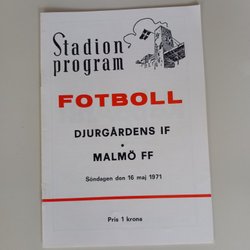 Stadion
program
FOTBOLL
DJURGÅRDENS IF
•
MALMÖ FF
Söndagen den 16 maj 1971
Pris 1 krona